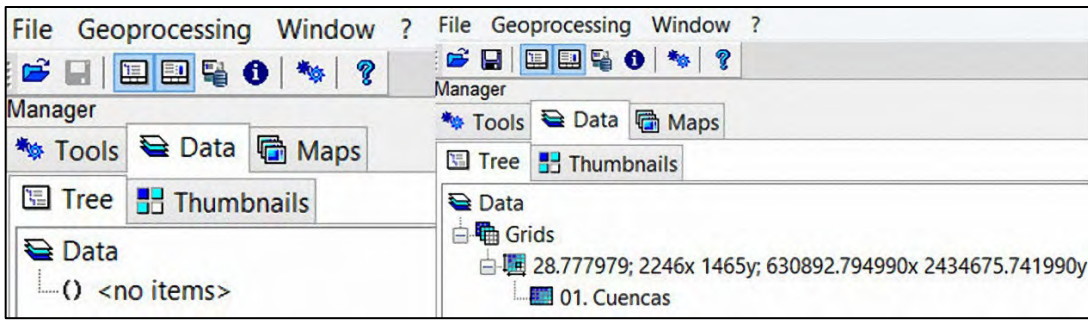 File Geoprocessing Window ?
Manager
Tools Data Maps
Tree Thumbnails
Data
() <no items>
File Geoprocessing Window ?
Manager
Tools Data Maps
Tree Thumbnails
Data
Grids
28.777979; 2246x 1465y; 630892.794990x 2434675.741990y
01. Cuencas